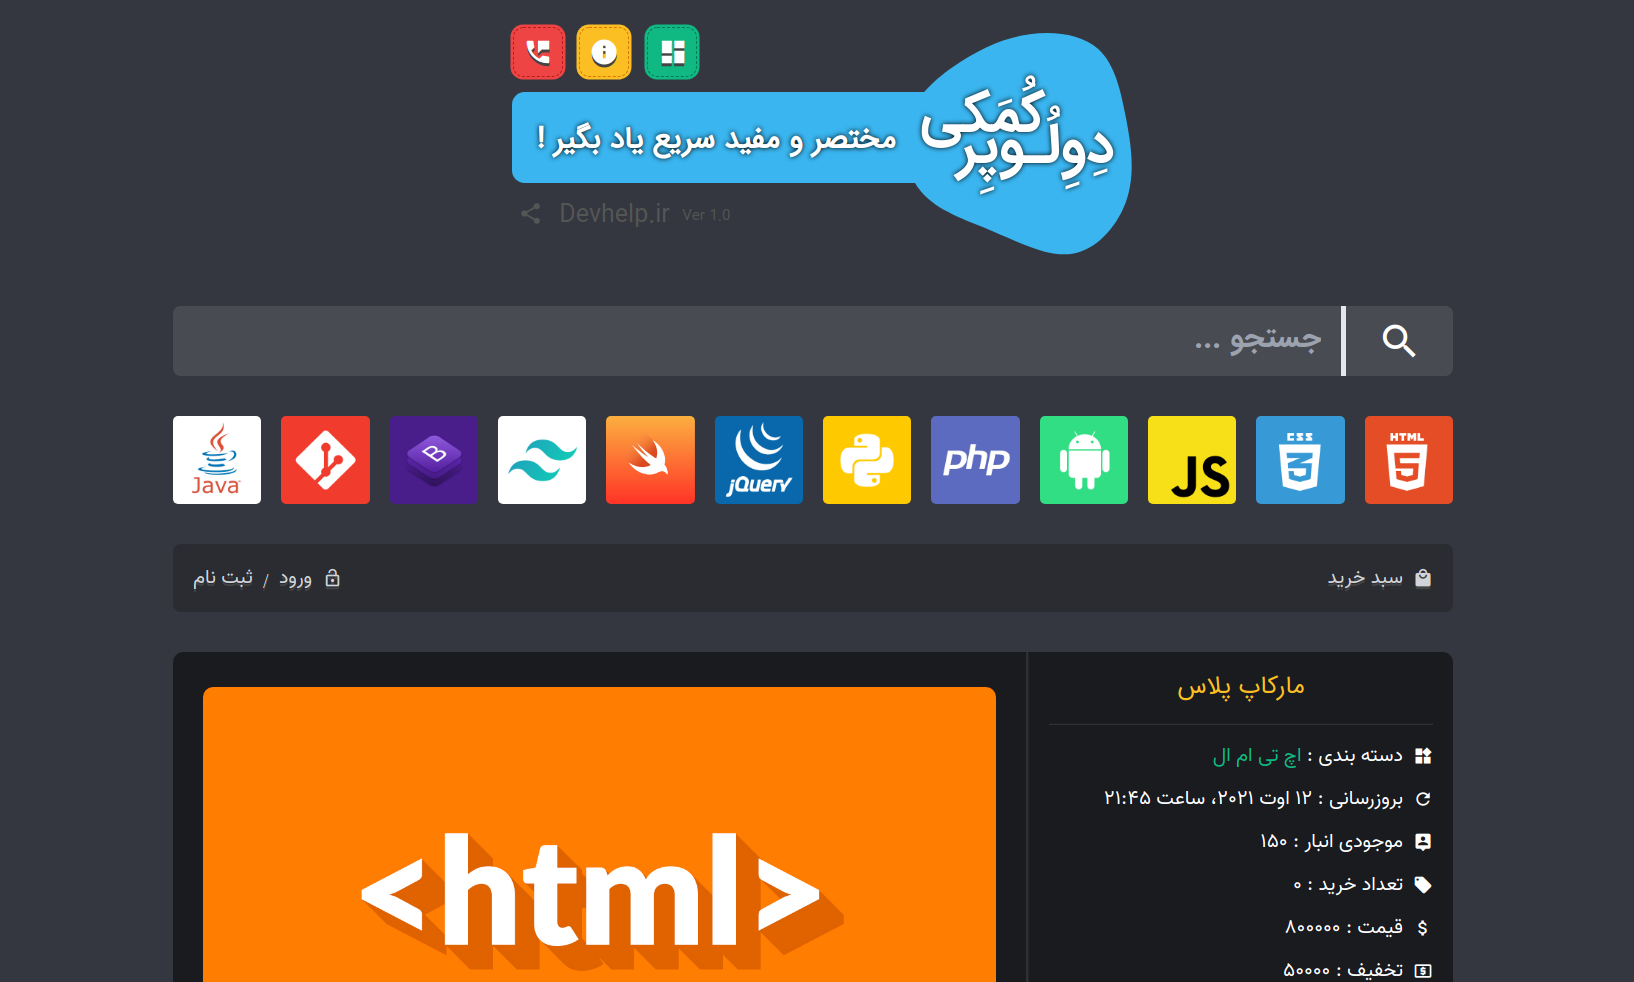 دِولُوپِر
کُمَکی
مختصر و مفید سریع یاد بگیر !
Devhelp.ir Ver 1.0
جستجو ...
HTML
CSS
JS
php
jQuery
B
Java
سبد خرید
ورود / ثبت نام
مارکاپ پلاس
دسته بندی : اچ تی ام ال
بروزرسانی : ۱۲ اوت ۲۰۲۱، ساعت ۲۱:۴۵
موجودی انبار : ۱۵۰
تعداد خرید : ۰
قیمت : ۸۰۰۰۰۰
تخفیف : ۵۰۰۰۰
<html>